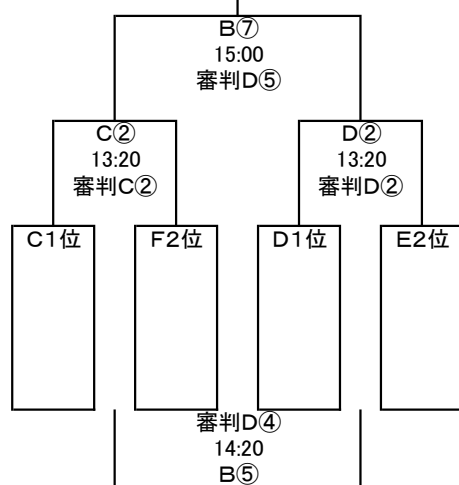 B⑦
15:00
審判D⑤
C②
13:20
審判C②
D②
13:20
審判D②
C1位
F2位
D1位
E2位
審判D④
14:20
B⑤